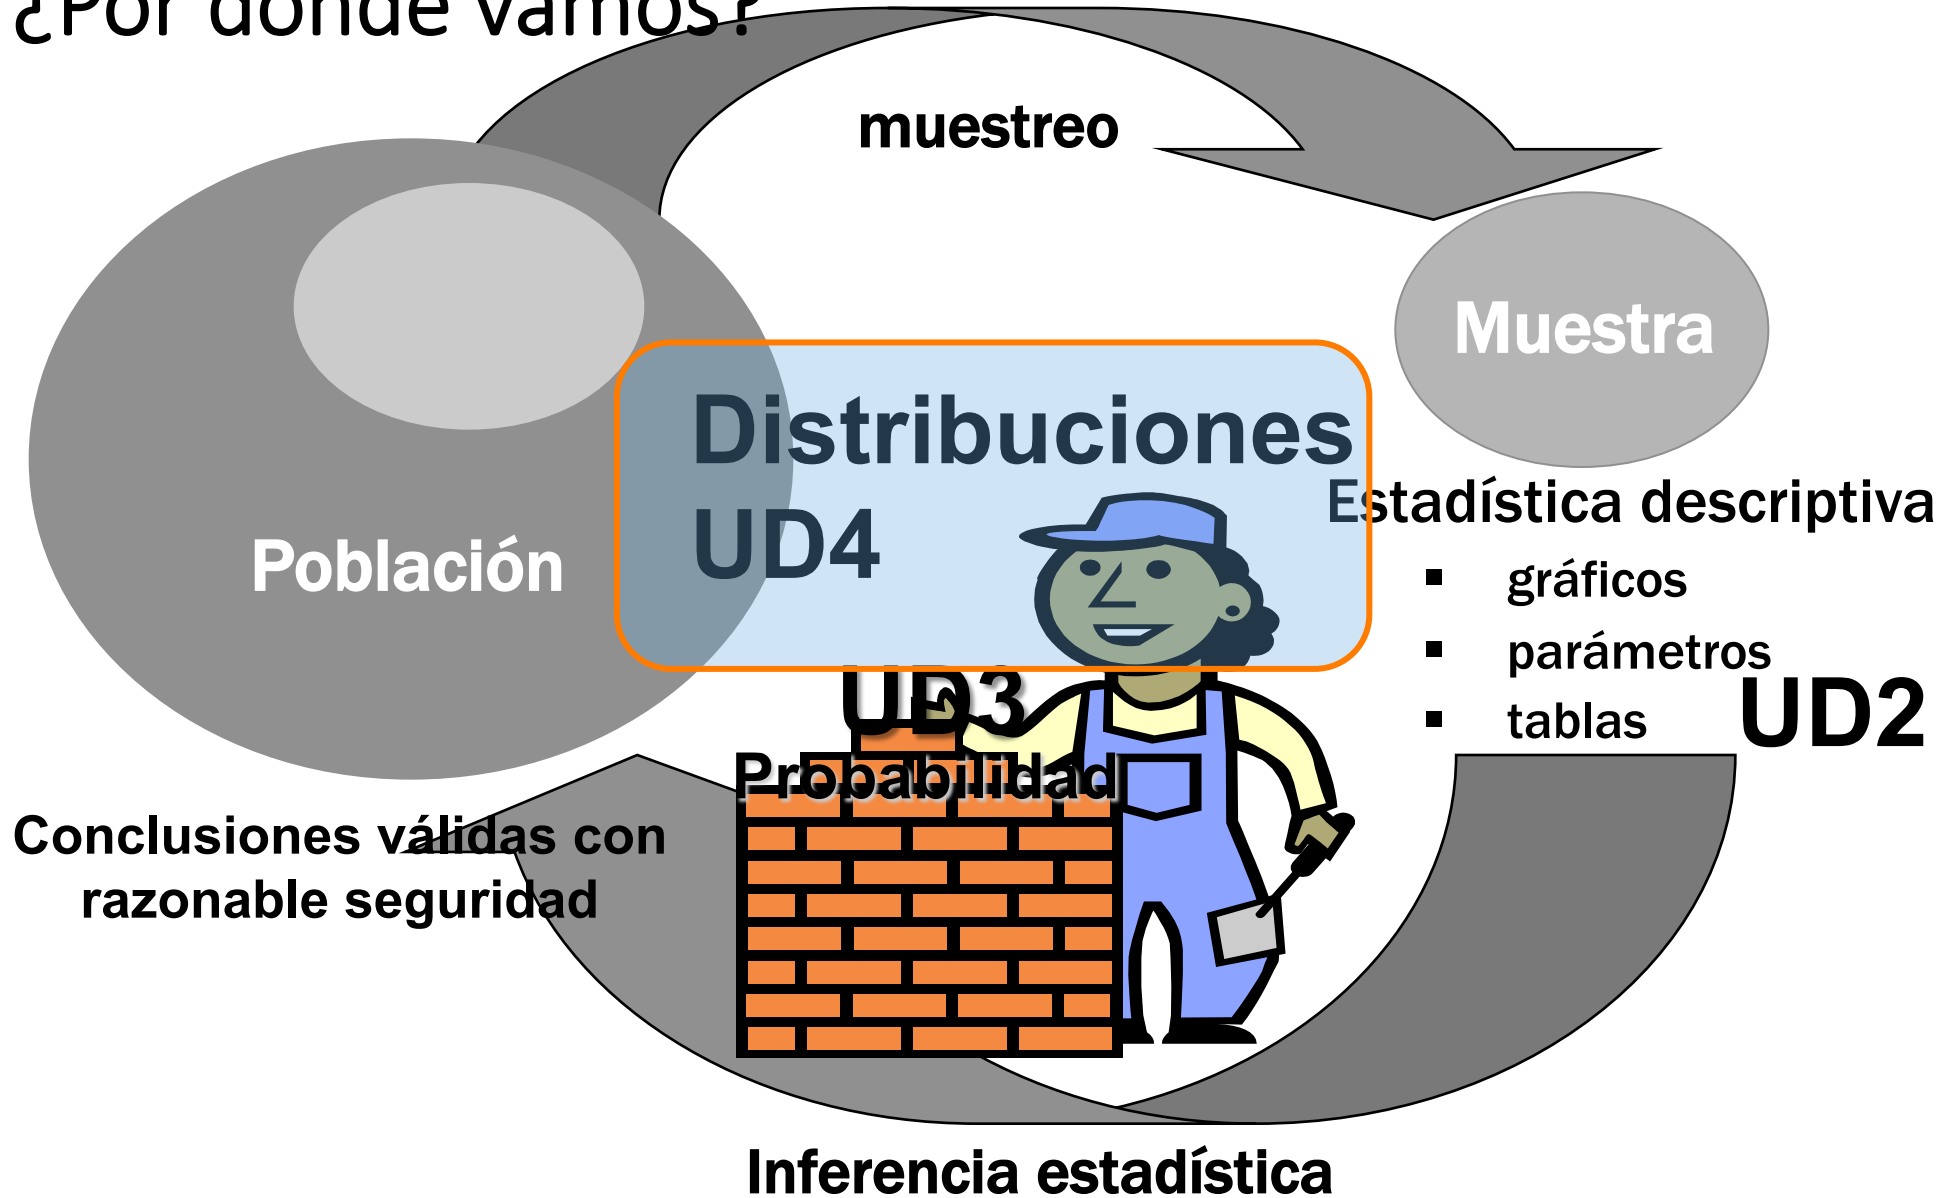 ¿Por dónde vamos?
muestreo
Muestra
Distribuciones
UD4
Población
Estadística descriptiva
▪ gráficos
▪ parámetros
▪ tablas
UD2
UD3
Probabilidad
Conclusiones válidas con
razonable seguridad
Inferencia estadística